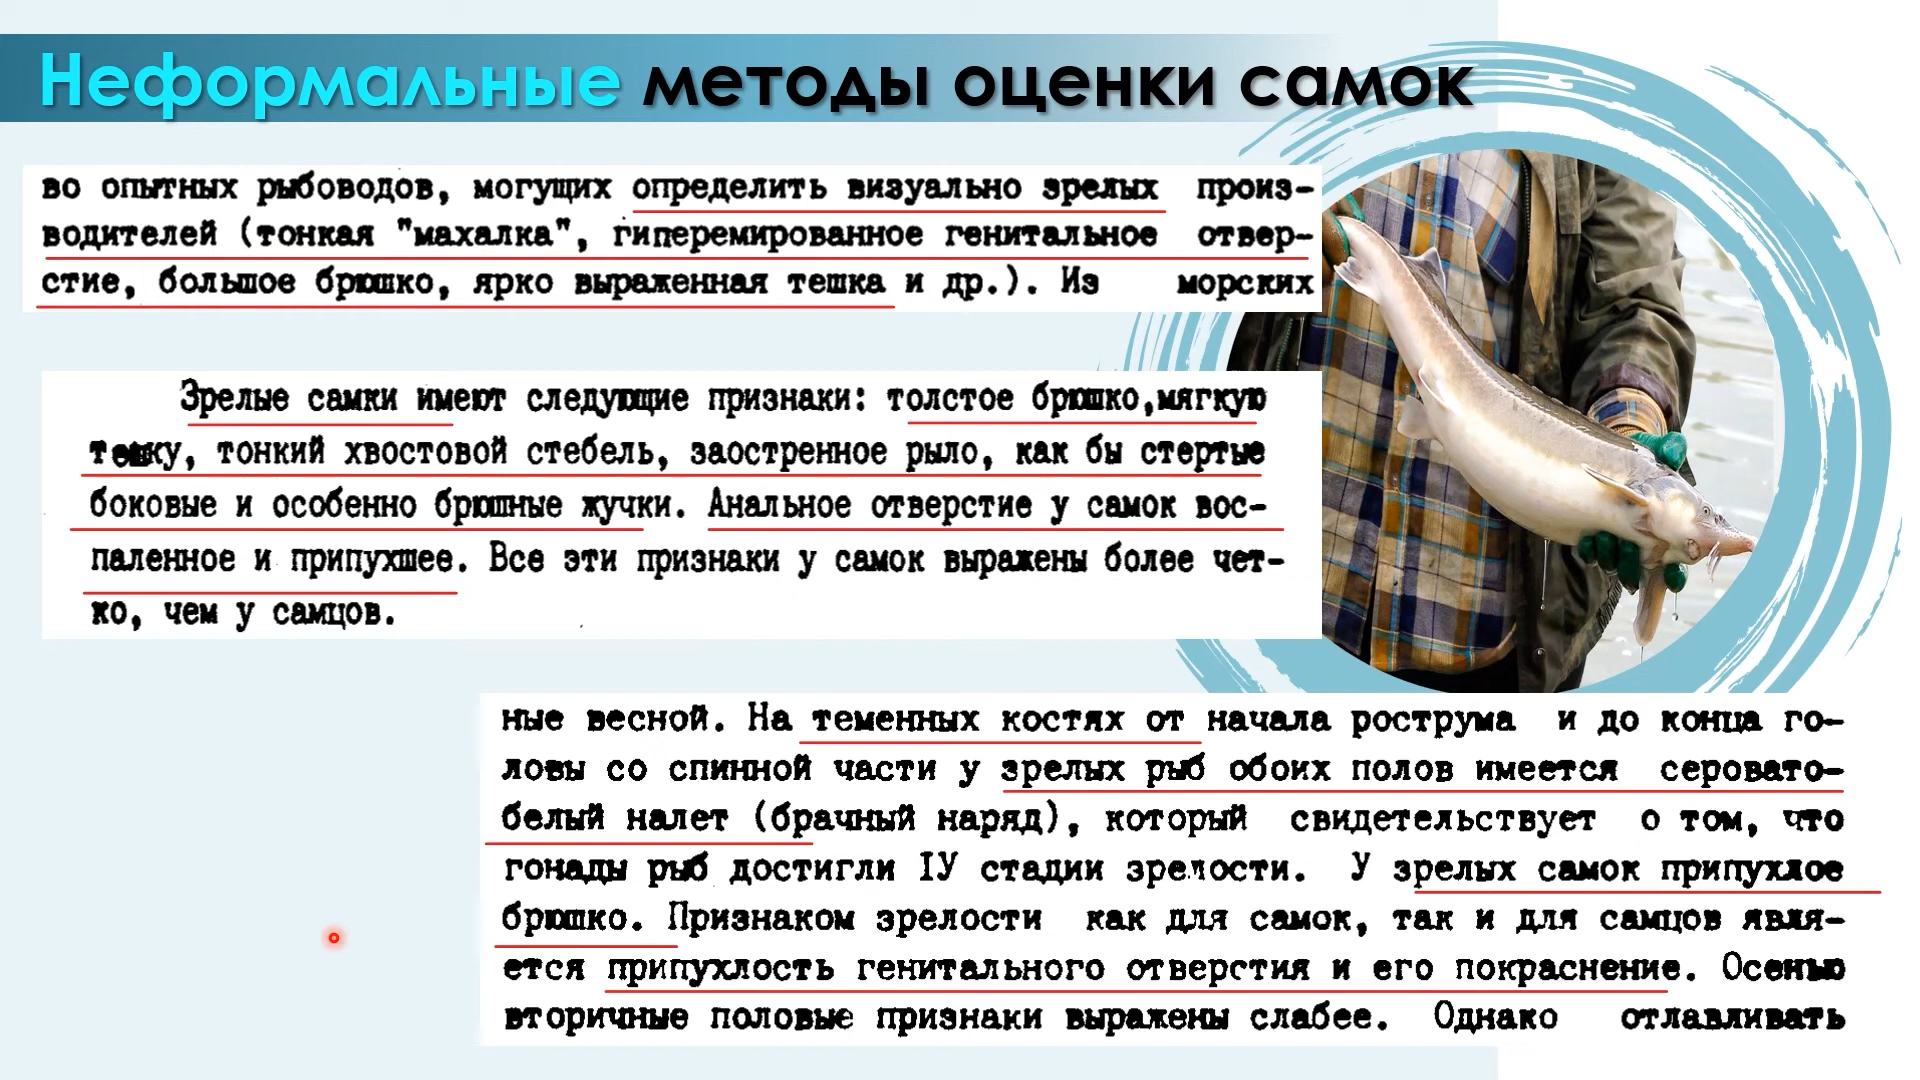 Неформальные методы оценки самок
во опытных рыбоводов, могущих определить визуально зрелых произ-
водителей (тонкая "махалка", гиперемированное генитальное отвер-
стие, большое брюшко, ярко выраженная тешка и др.). Из морских
Зрелые самки имеют следующие признаки: толстое брюшко,мягкую
тешку, тонкий хвостовой стебель, заостренное рыло, как бы стертые
боковые и особенно брюшные жучки. Анальное отверстие у самок вос-
паленное и припухшее. Все эти признаки у самок выражены более чет-
ко, чем у самцов.
ные весной. На теменных костях от начала рострума и до конца го-
ловы со спинной части у зрелых рыб обоих полов имеется серовато-
белый налет (брачный наряд), который свидетельствует о том, что
гонады рыб достигли IУ стадии зрелости. У зрелых самок припухлое
брюшко. Признаком зрелости как для самок, так и для самцов явля-
ется припухлость генитального отверстия и его покраснение. Осенью
вторичные половые признаки выражены слабее. Однако отлавливать